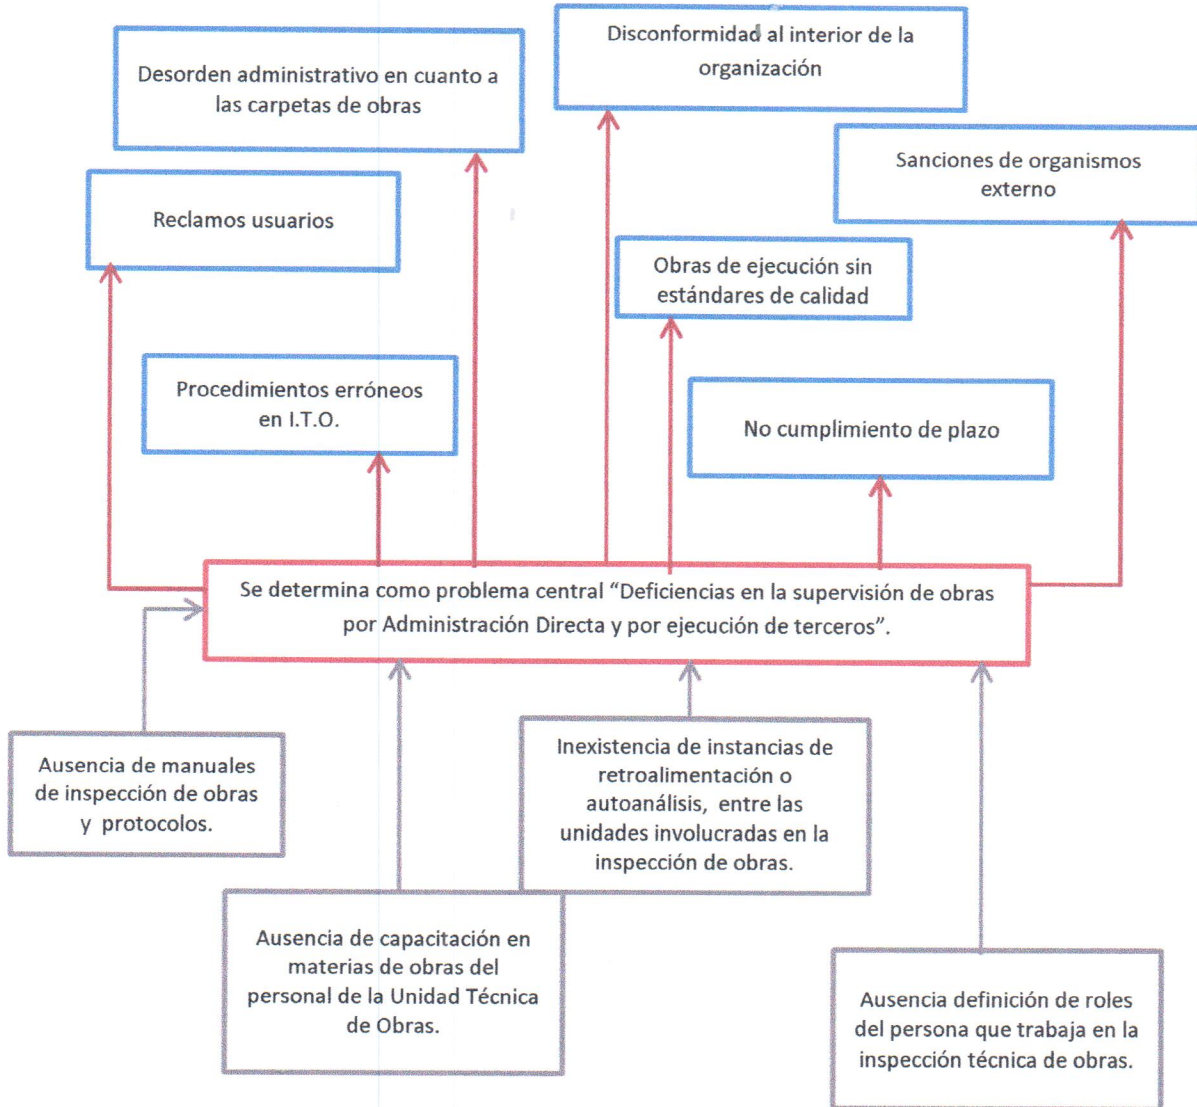 Disconformidad al interior de la
organización
Desorden administrativo en cuanto a
las carpetas de obras
Sanciones de organismos
externo
Reclamos usuarios
Obras de ejecución sin
estándares de calidad
Procedimientos erróneos
en I.T.O.
No cumplimiento de plazo
Se determina como problema central “Deficiencias en la supervisión de obras
por Administración Directa y por ejecución de terceros”.
Ausencia de manuales
de inspección de obras
y protocolos.
Inexistencia de instancias de
retroalimentación o
autoanálisis, entre las
unidades involucradas en la
inspección de obras.
Ausencia de capacitación en
materias de obras del
personal de la Unidad Técnica
de Obras.
Ausencia definición de roles
del persona que trabaja en la
inspección técnica de obras.